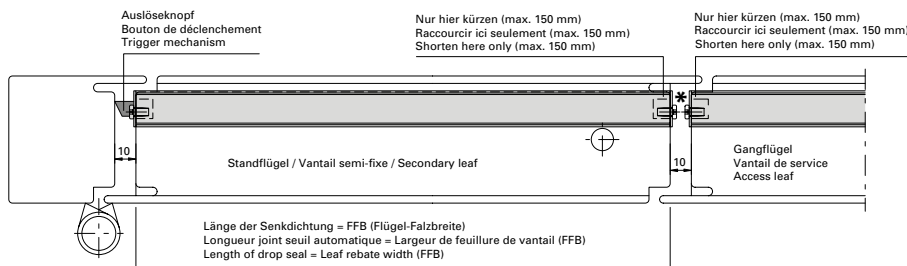 Auslöseknopf
Bouton de déclenchement
Trigger mechanism
Nur hier kürzen (max. 150 mm)
Raccourcir ici seulement (max. 150 mm)
Shorten here only (max. 150 mm)
Nur hier kürzen (max. 150 mm)
Raccourcir ici seulement (max. 150 mm)
Shorten here only (max. 150 mm)
*
10
Standflügel / Vantail semi-fixe / Secondary leaf
10
Gangflügel
Vantail de service
Access leaf
Länge der Senkdichtung = FFB (Flügel-Falzbreite)
Longueur joint seuil automatique = Largeur de feuillure de vantail (FFB)
Length of drop seal = Leaf rebate width (FFB)